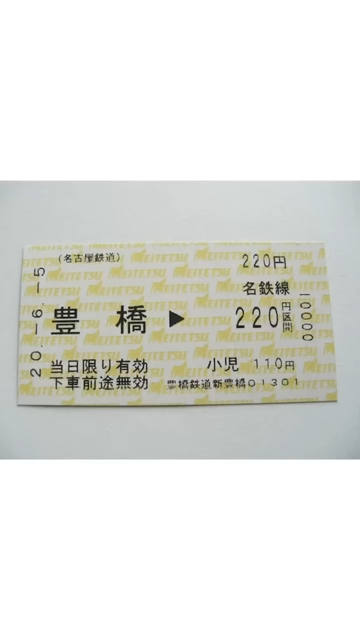 (名古屋鉄道)
220円
名鉄線
20.-6.-5
豊橋 ▶ 220円区間
00001
当日限り有効
小児 110円
下車前途無効
豊橋鉄道新豊橋01301
MEITETSU